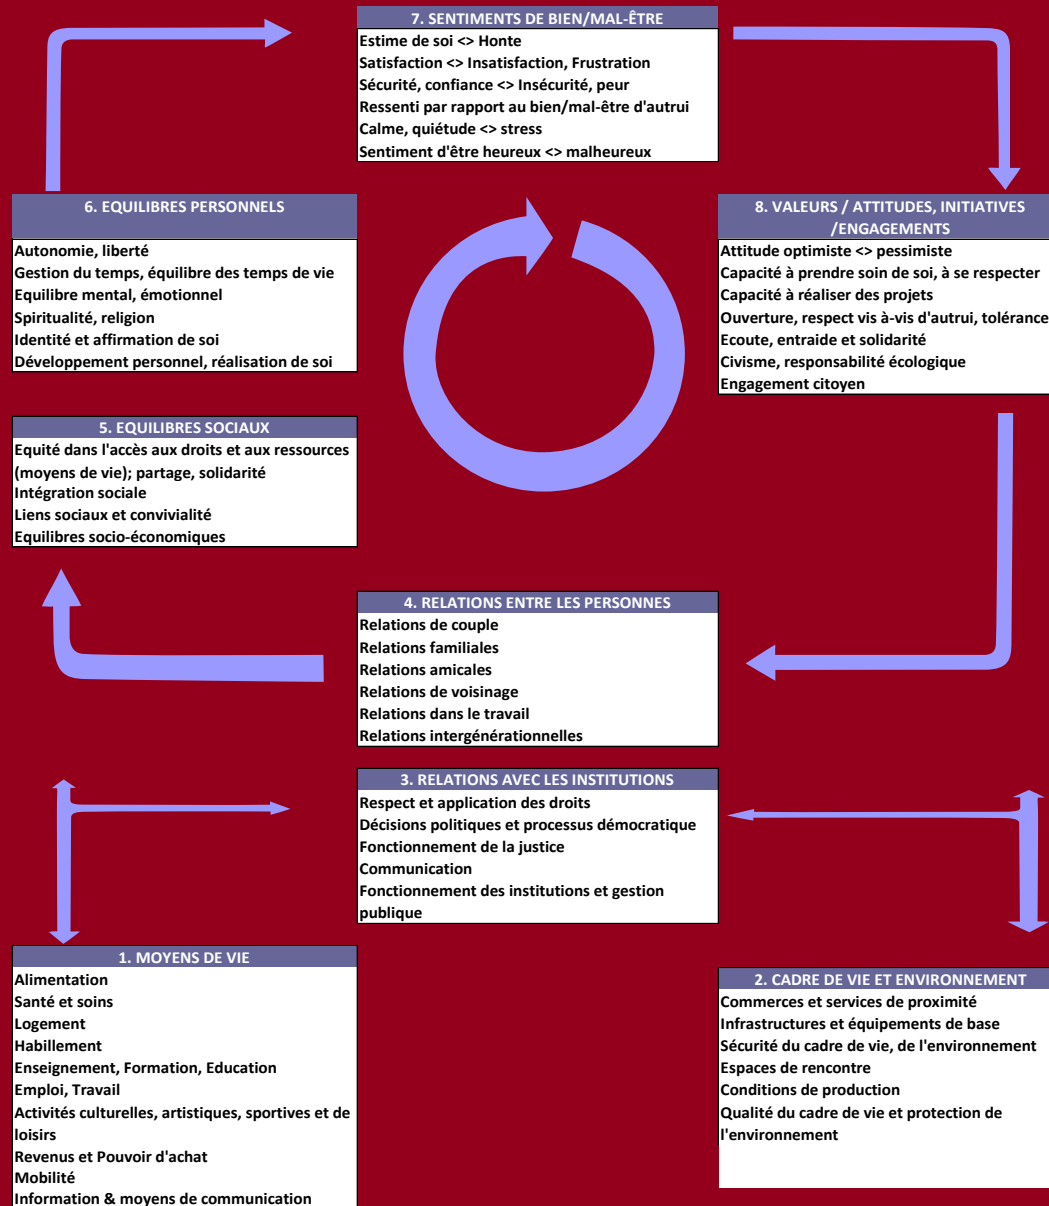 7. SENTIMENTS DE BIEN/MAL-ÊTRE
Estime de soi <> Honte
Satisfaction <> Insatisfaction, Frustration
Sécurité, confiance <> Insécurité, peur
Ressenti par rapport au bien/mal-être d'autrui
Calme, quiétude <> stress
Sentiment d'être heureux <> malheureux
6. EQUILIBRES PERSONNELS
Autonomie, liberté
Gestion du temps, équilibre des temps de vie
Equilibre mental, émotionnel
Spiritualité, religion
Identité et affirmation de soi
Développement personnel, réalisation de soi
8. VALEURS / ATTITUDES, INITIATIVES
/ENGAGEMENTS
Attitude optimiste <> pessimiste
Capacité à prendre soin de soi, à se respecter
Capacité à réaliser des projets
Ouverture, respect vis à-vis d'autrui, tolérance
Ecoute, entraide et solidarité
Civisme, responsabilité écologique
Engagement citoyen
5. EQUILIBRES SOCIAUX
Equité dans l'accès aux droits et aux ressources
(moyens de vie); partage, solidarité
Intégration sociale
Liens sociaux et convivialité
Equilibres socio-économiques
4. RELATIONS ENTRE LES PERSONNES
Relations de couple
Relations familiales
Relations amicales
Relations de voisinage
Relations dans le travail
Relations intergénérationnelles
3. RELATIONS AVEC LES INSTITUTIONS
Respect et application des droits
Décisions politiques et processus démocratique
Fonctionnement de la justice
Communication
Fonctionnement des institutions et gestion
publique
1. MOYENS DE VIE
Alimentation
Santé et soins
Logement
Habillement
Enseignement, Formation, Education
Emploi, Travail
Activités culturelles, artistiques, sportives et de
loisirs
Revenus et Pouvoir d'achat
Mobilité
Information & moyens de communication
2. CADRE DE VIE ET ENVIRONNEMENT
Commerces et services de proximité
Infrastructures et équipements de base
Sécurité du cadre de vie, de l'environnement
Espaces de rencontre
Conditions de production
Qualité du cadre de vie et protection de
l'environnement